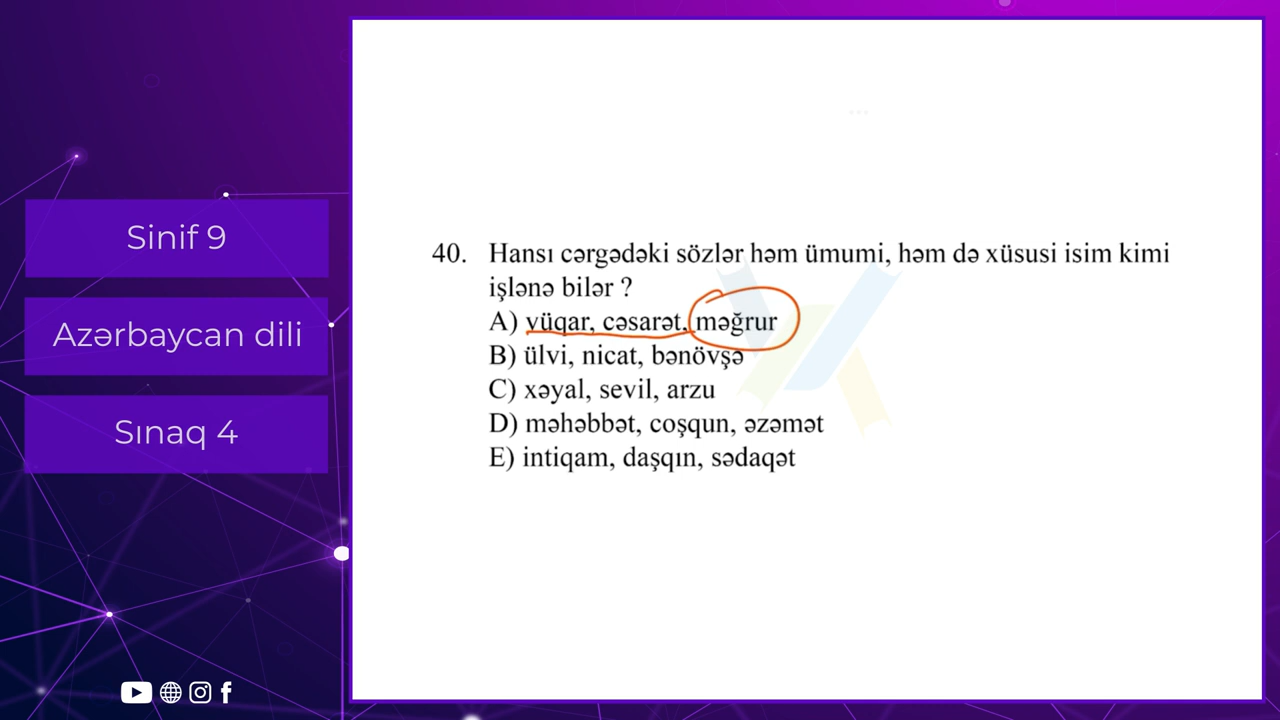 Sinif 9
Azərbaycan dili
Sınaq 4
40. Hansı cərgədəki sözlər həm ümumi, həm də xüsusi isim kimi
işlənə bilər ?
A) vüqar, cəsarət, məğrur
B) ülvi, nicat, bənövşə
C) xəyal, sevil, arzu
D) məhəbbət, coşqun, əzəmət
E) intiqam, daşqın, sədaqət